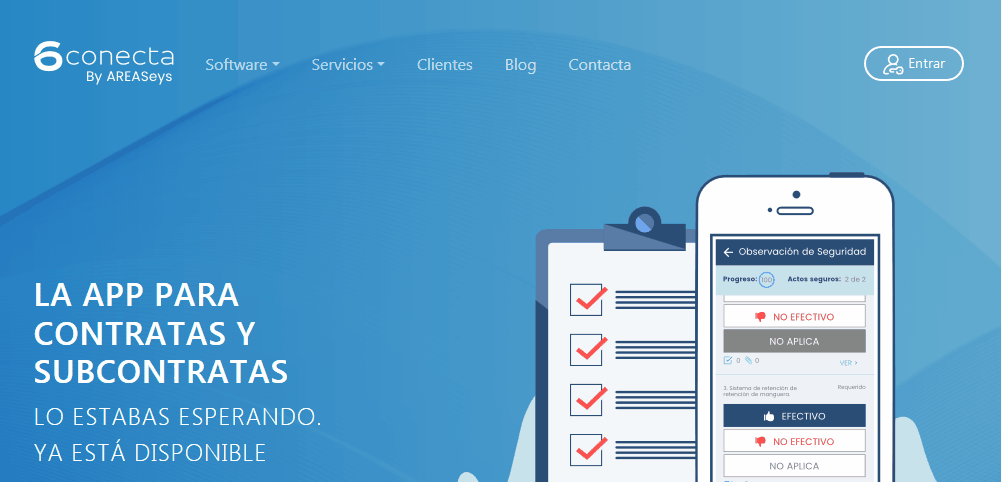 6conecta
By AREASeys
Software
Servicios
Clientes
Blog
Contacta
Entrar
LA APP PARA
CONTRATAS Y
SUBCONTRATAS
LO ESTABAS ESPERANDO.
YA ESTÁ DISPONIBLE
Observación de Seguridad
Progreso: 100 Actos seguros: 2 de 2
NO EFECTIVO
NO APLICA
0 0 VER >
3. Sistema de retención de Requerido
retención de manguera
EFECTIVO
NO EFECTIVO
NO APLICA